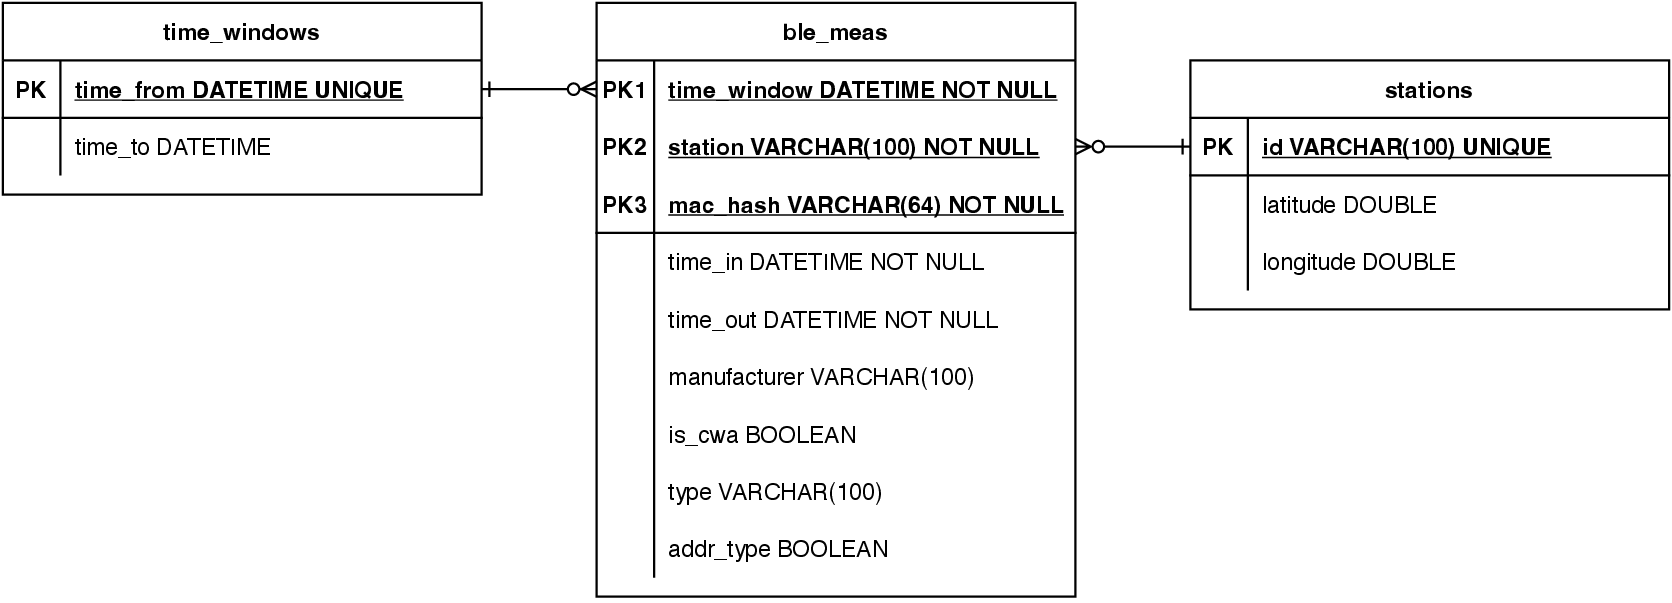 time_windows
PK time_from DATETIME UNIQUE
time_to DATETIME
ble_meas
PK1 time_window DATETIME NOT NULL
PK2 station VARCHAR(100) NOT NULL
PK3 mac_hash VARCHAR(64) NOT NULL
time_in DATETIME NOT NULL
time_out DATETIME NOT NULL
manufacturer VARCHAR(100)
is_cwa BOOLEAN
type VARCHAR(100)
addr_type BOOLEAN
stations
PK id VARCHAR(100) UNIQUE
latitude DOUBLE
longitude DOUBLE